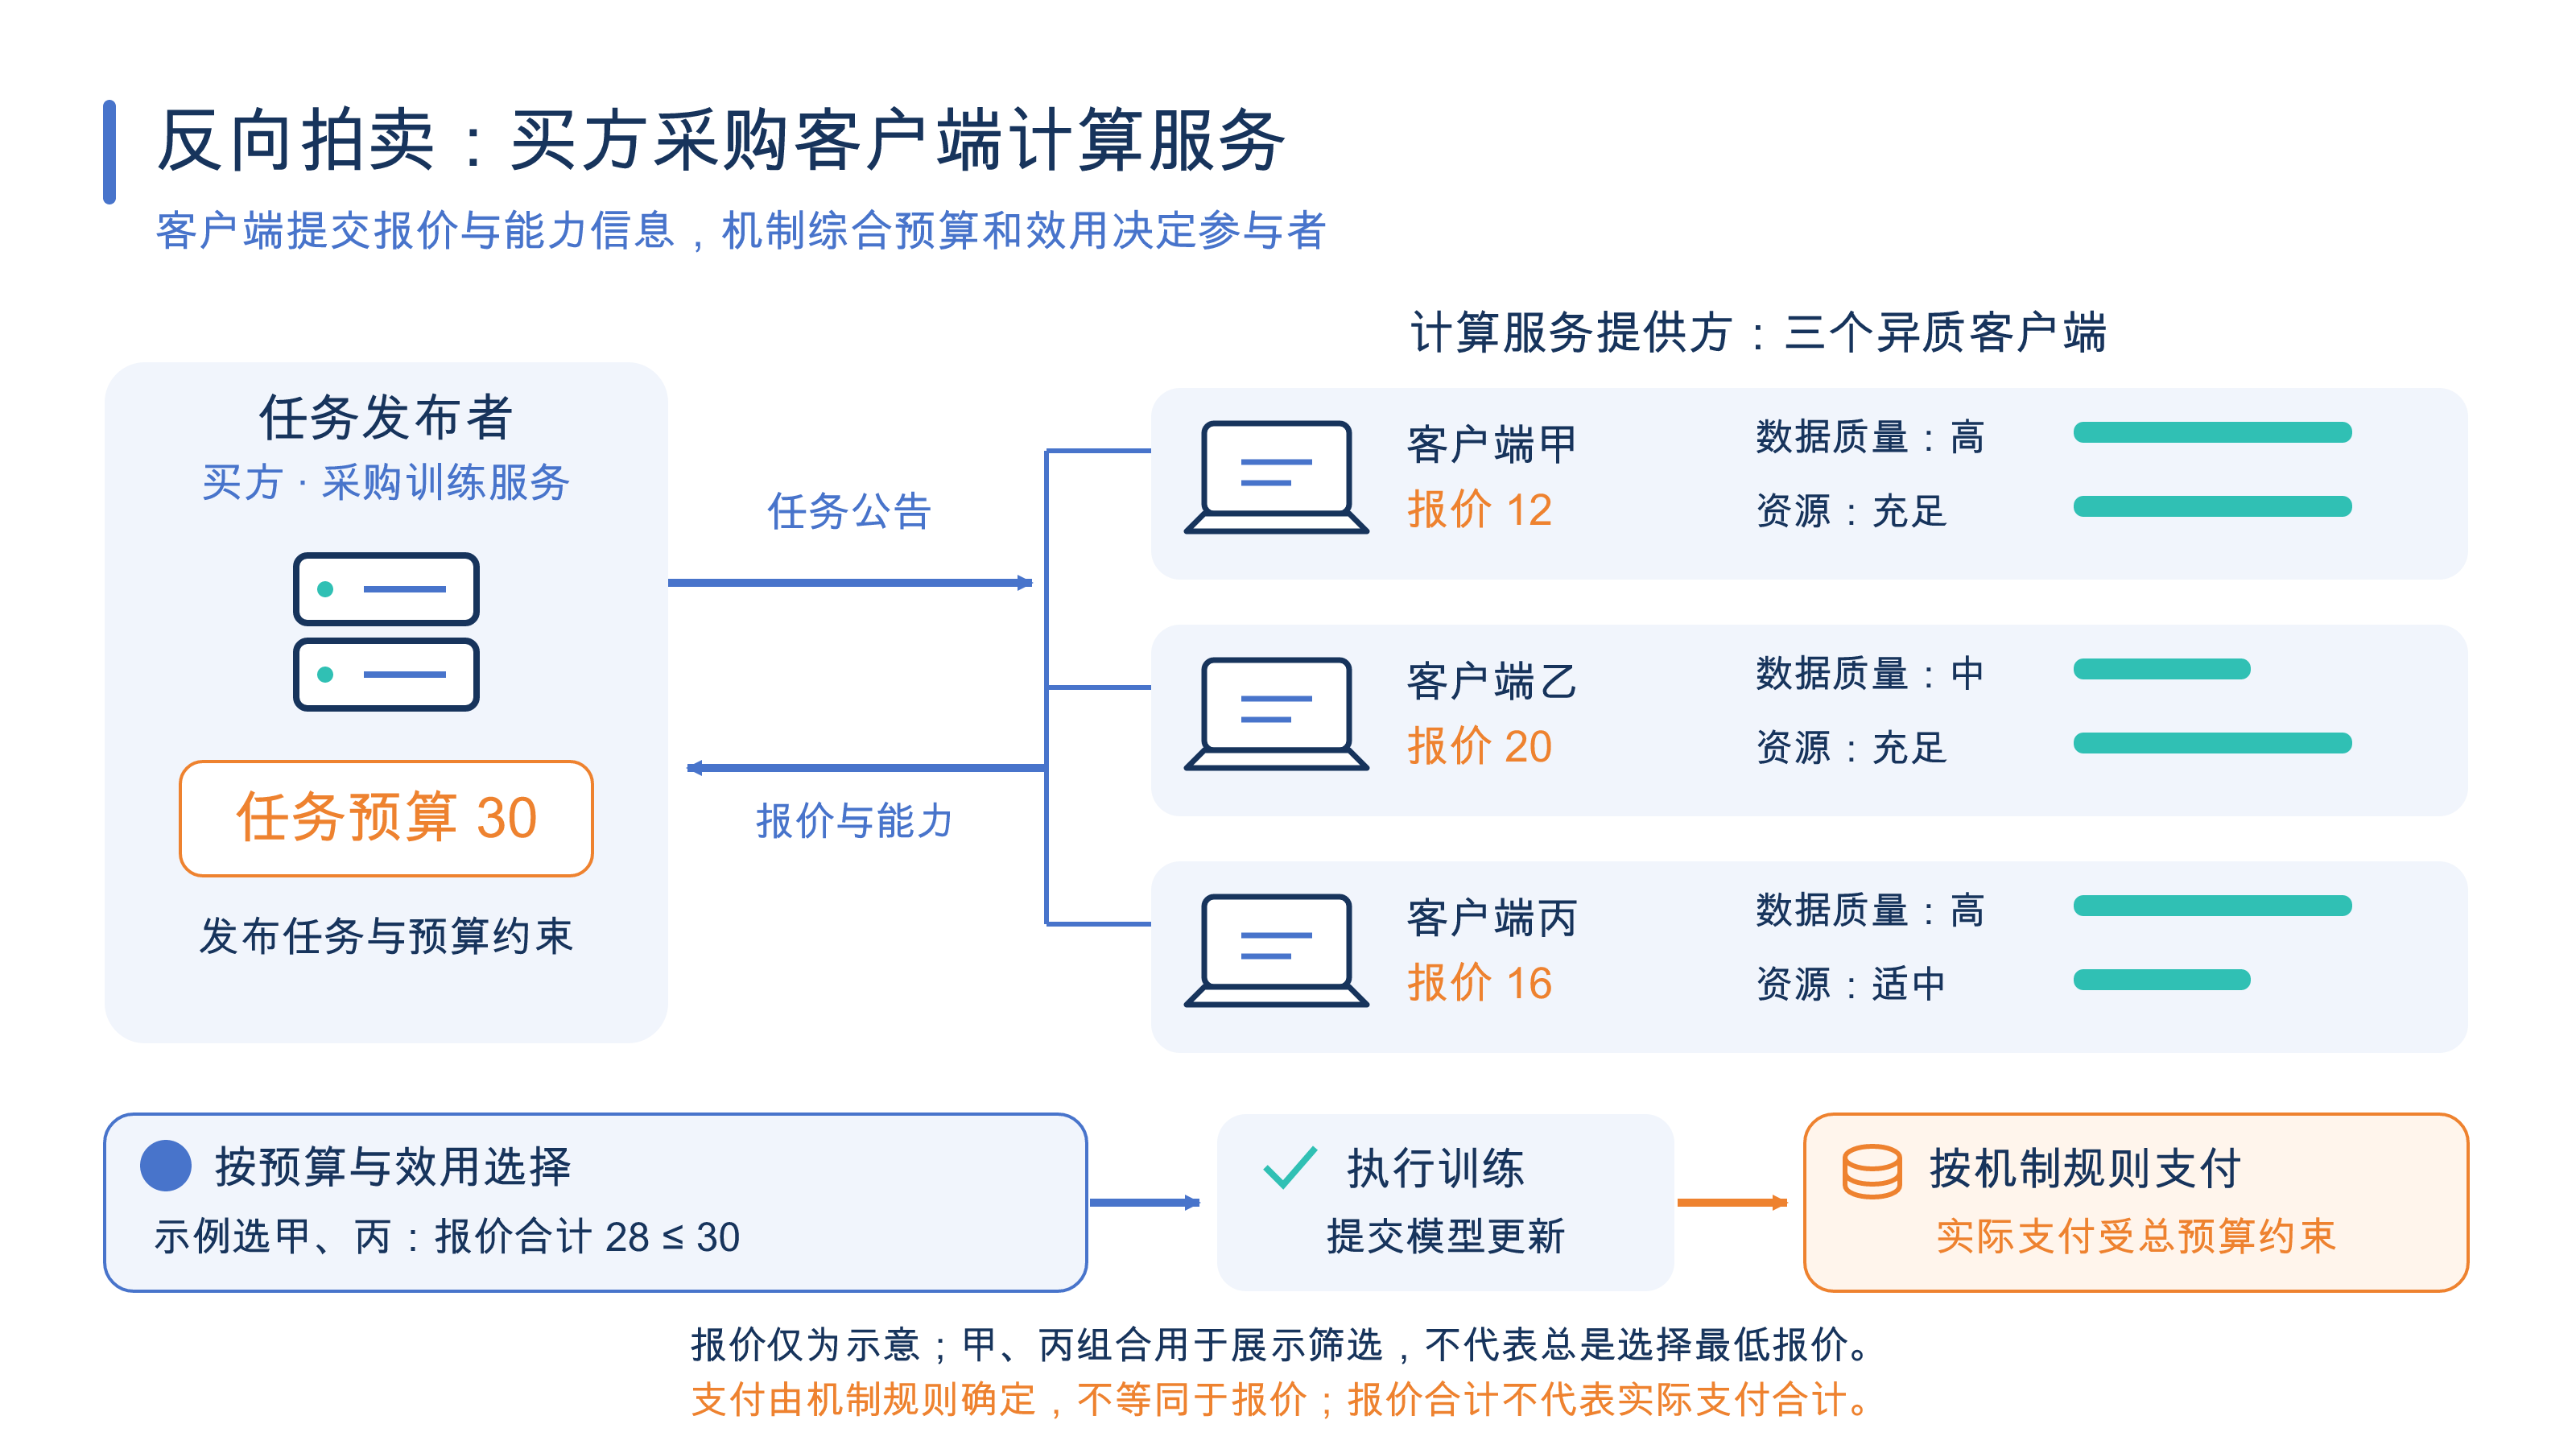 反向拍卖：买方采购客户端计算服务
客户端提交报价与能力信息，机制综合预算和效用决定参与者
计算服务提供方：三个异质客户端
任务发布者
买方 · 采购训练服务
任务预算 30
发布任务与预算约束
任务公告
报价与能力
客户端甲
报价 12
数据质量：高
资源：充足
客户端乙
报价 20
数据质量：中
资源：充足
客户端丙
报价 16
数据质量：高
资源：适中
按预算与效用选择
示例选甲、丙：报价合计 28 ≤ 30
执行训练
提交模型更新
按机制规则支付
实际支付受总预算约束
报价仅为示意；甲、丙组合用于展示筛选，不代表总是选择最低报价。
支付由机制规则确定，不等同于报价；报价合计不代表实际支付合计。